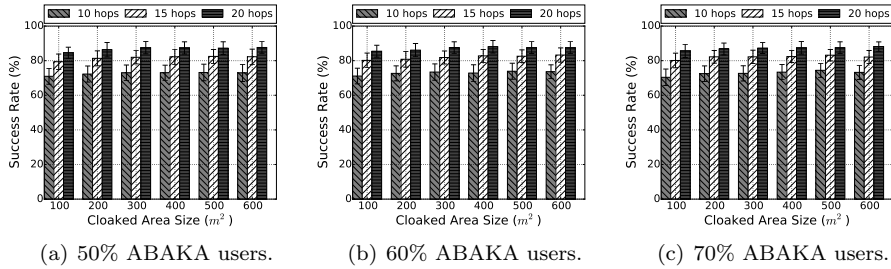 10 hops 15 hops 20 hops
100
80
60
40
20
0
Success Rate (%)
100 200 300 400 500 600
Cloaked Area Size (m²)
(a) 50% ABAKA users.
10 hops 15 hops 20 hops
100
80
60
40
20
0
Success Rate (%)
100 200 300 400 500 600
Cloaked Area Size (m²)
(b) 60% ABAKA users.
10 hops 15 hops 20 hops
100
80
60
40
20
0
Success Rate (%)
100 200 300 400 500 600
Cloaked Area Size (m²)
(c) 70% ABAKA users.